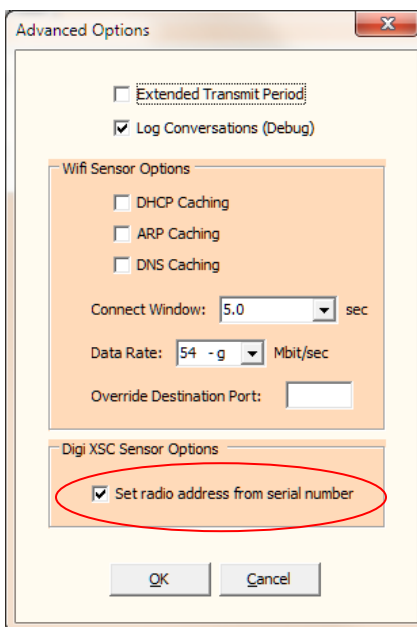 Advanced Options
Extended Transmit Period
Log Conversations (Debug)
Wifi Sensor Options
DHCP Caching
ARP Caching
DNS Caching
Connect Window: 5.0 sec
Data Rate: 54 - g Mbit/sec
Override Destination Port:
Digi XSC Sensor Options
Set radio address from serial number
OK Cancel